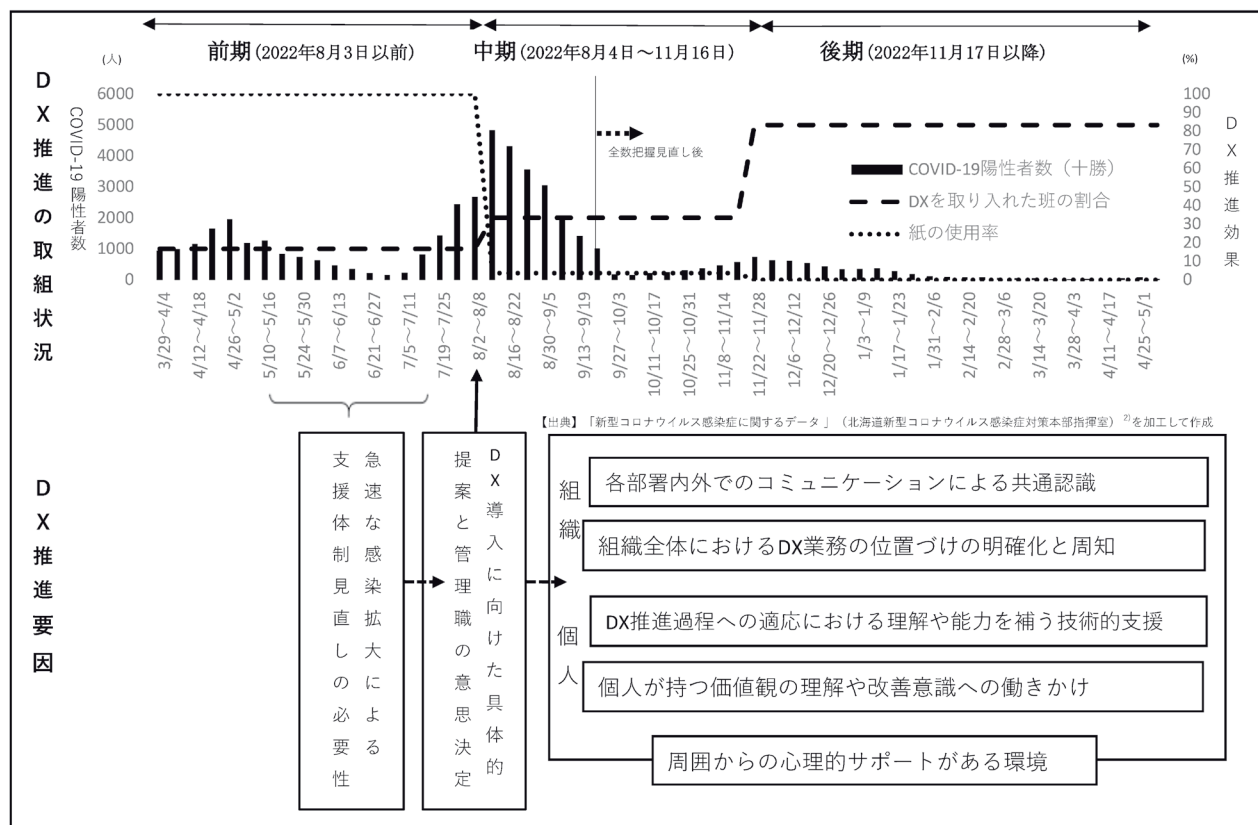 前期(2022年8月3日以前)
中期(2022年8月4日～11月16日)
後期(2022年11月17日以降)
DX推進の取組状況
(人)
COVID-19 陽性者数
6000
5000
4000
3000
2000
1000
0
(%)
100
90
80
70
60
50
40
30
20
10
0
DX推進効果
全数把握見直し後
COVID-19陽性者数（十勝）
DXを取り入れた班の割合
紙の使用率
3/29～4/4
4/12～4/18
4/26～5/2
5/10～5/16
5/24～5/30
6/7～6/13
6/21～6/27
7/5～7/11
7/19～7/25
8/2～8/8
8/16～8/22
8/30～9/5
9/13～9/19
9/27～10/3
10/11～10/17
10/25～10/31
11/8～11/14
11/22～11/28
12/6～12/12
12/20～12/26
1/3～1/9
1/17～1/23
1/31～2/6
2/14～2/20
2/28～3/6
3/14～3/20
3/28～4/3
4/11～4/17
4/25～5/1
【出典】「新型コロナウイルス感染症に関するデータ」（北海道新型コロナウイルス感染症対策本部指揮室）2)を加工して作成
DX推進要因
急速な感染拡大による
支援体制見直しの必要性
DX導入に向けた具体的
提案と管理職の意思決定
組織
各部署内外でのコミュニケーションによる共通認識
組織全体におけるDX業務の位置づけの明確化と周知
個人
DX推進過程への適応における理解や能力を補う技術的支援
個人が持つ価値観の理解や改善意識への働きかけ
周囲からの心理的サポートがある環境